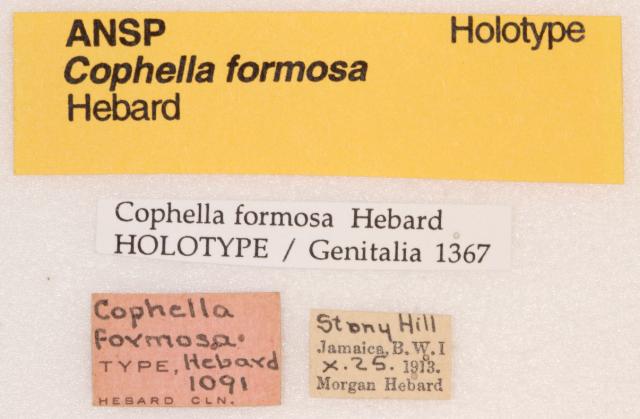 ANSP Holotype
Cophella formosa
Hebard
Cophella formosa Hebard
HOLOTYPE / Genitalia 1367
Cophella
formosa.
TYPE, Hebard
1091
HEBARD CLN.
Stony Hill
Jamaica, B. W. I
X. 25. 1913.
Morgan Hebard